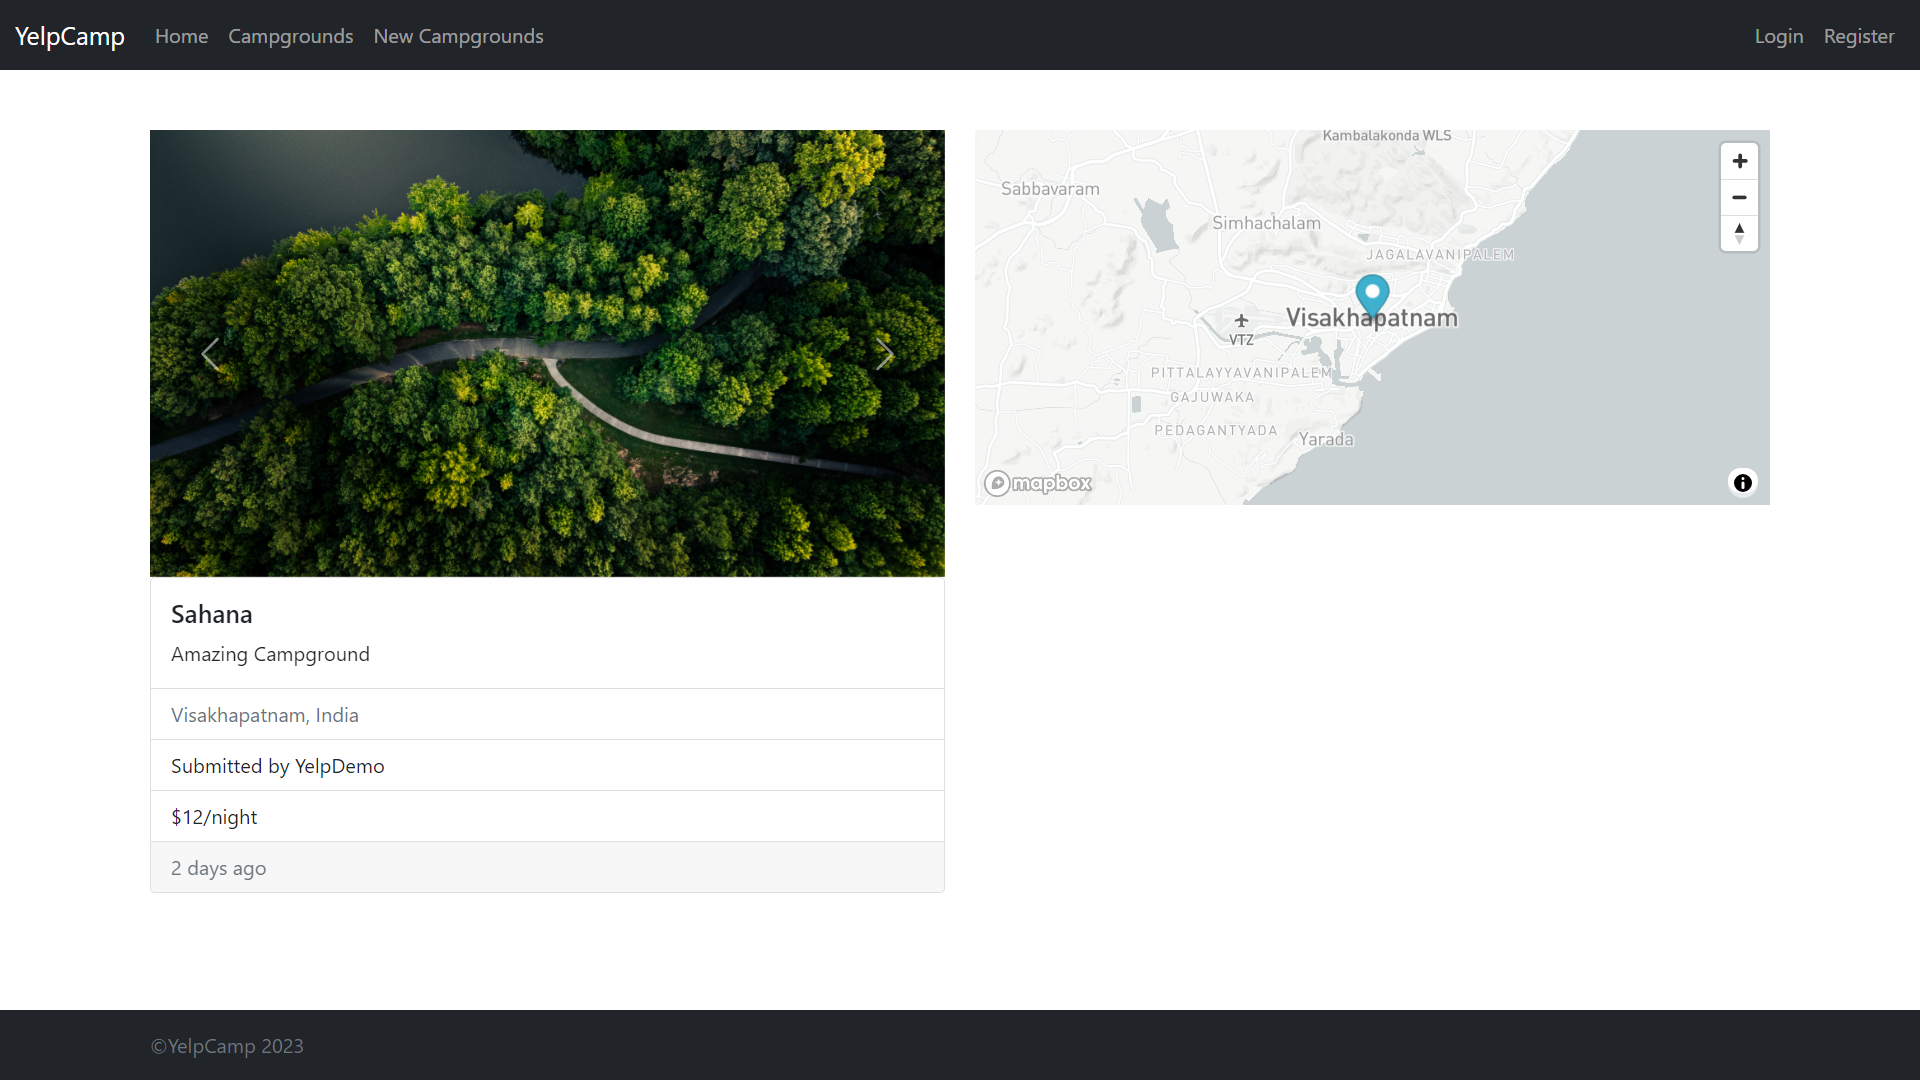 YelpCamp Home Campgrounds New Campgrounds Login Register
Kambalakonda WLS
Sabbavaram
Simhachalam
JAGALAVANIPALEM
Visakhapatnam
VTZ
PITTALAYYAVANIPALEM
GAJUWAKA
PEDAGANTYADA
Yarada
mapbox
Sahana
Amazing Campground
Visakhapatnam, India
Submitted by YelpDemo
$12/night
2 days ago
©YelpCamp 2023